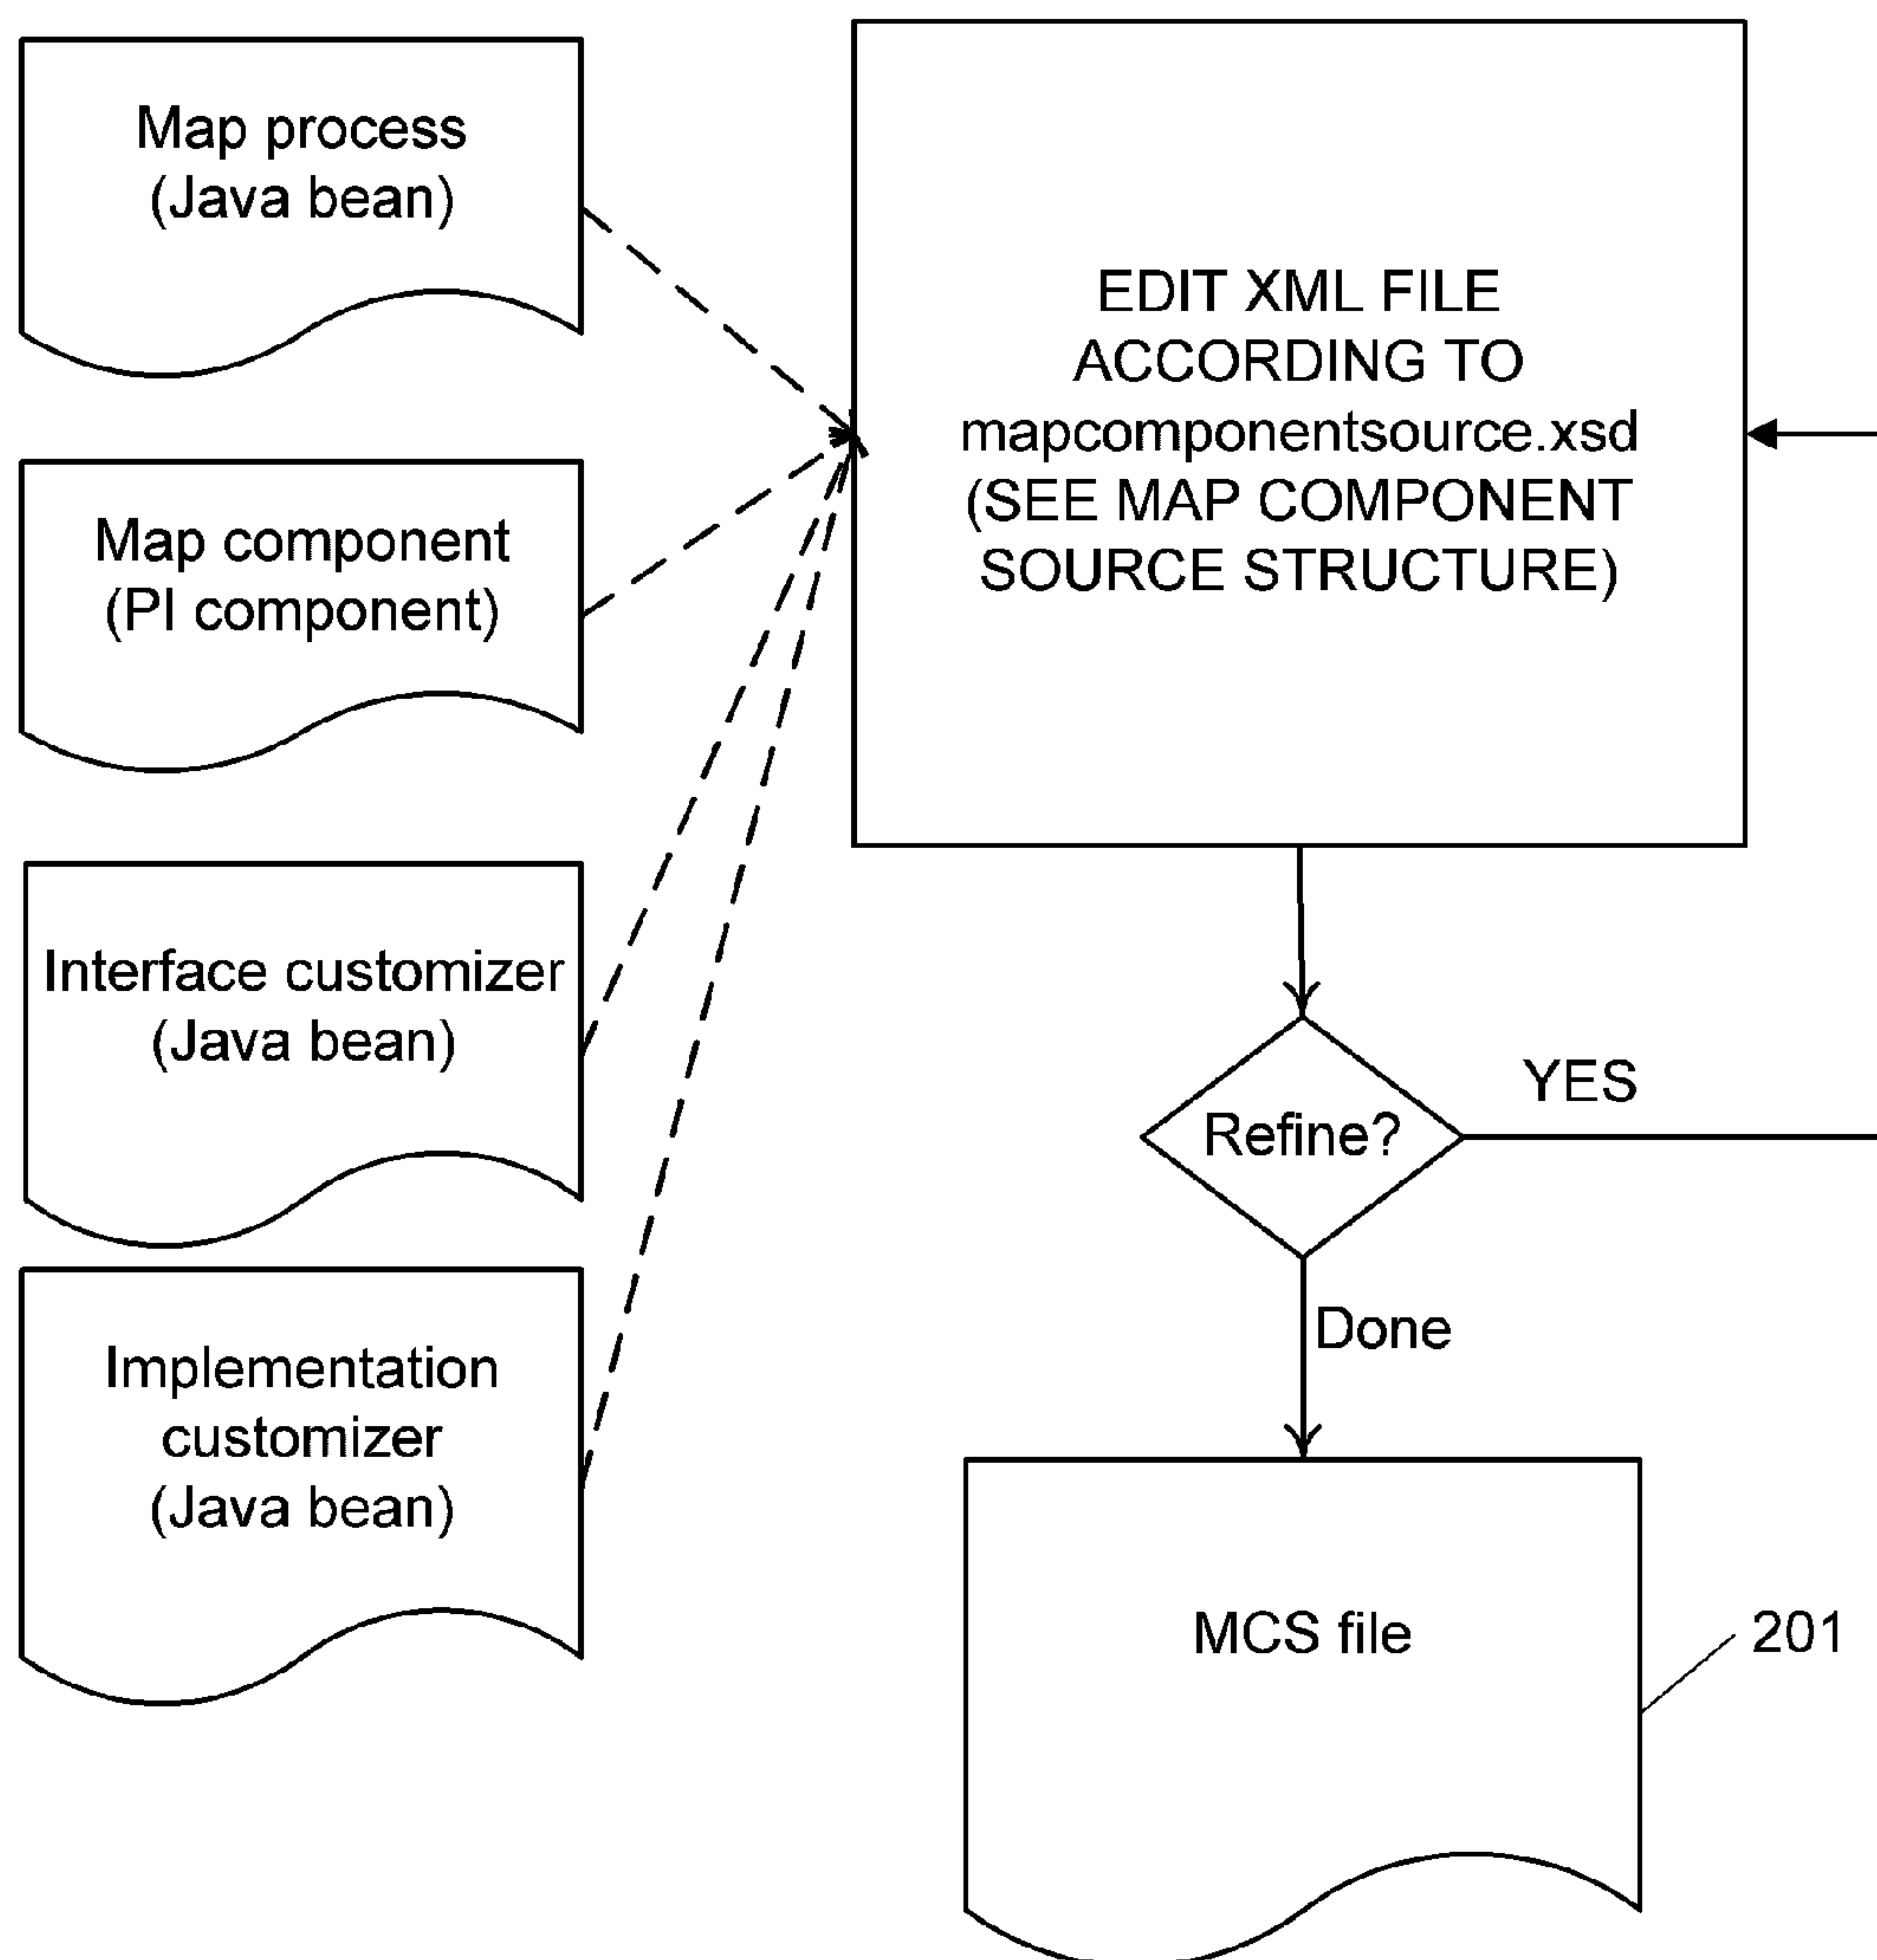 Map process
(Java bean)
Map component
(PI component)
Interface customizer
(Java bean)
Implementation
customizer
(Java bean)
EDIT XML FILE
ACCORDING TO
mapcomponentsource.xsd
(SEE MAP COMPONENT
SOURCE STRUCTURE)
Refine?
YES
Done
MCS file
201